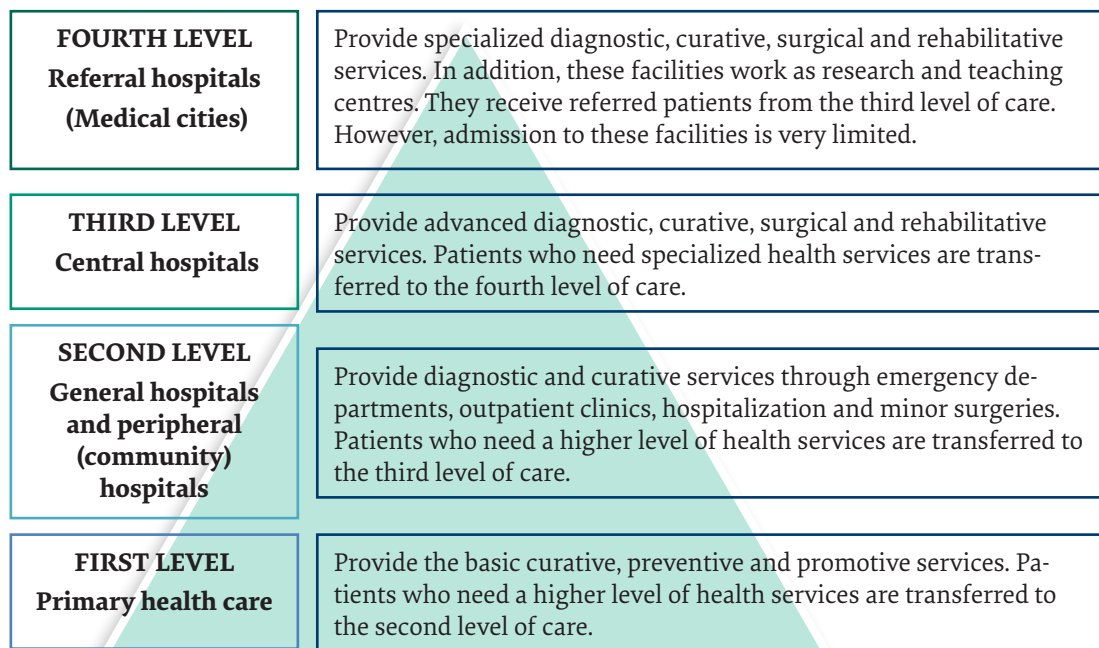 FOURTH LEVEL
Referral hospitals
(Medical cities)
Provide specialized diagnostic, curative, surgical and rehabilitative
services. In addition, these facilities work as research and teaching
centres. They receive referred patients from the third level of care.
However, admission to these facilities is very limited.
THIRD LEVEL
Central hospitals
Provide advanced diagnostic, curative, surgical and rehabilitative
services. Patients who need specialized health services are trans-
ferred to the fourth level of care.
SECOND LEVEL
General hospitals
and peripheral
(community)
hospitals
Provide diagnostic and curative services through emergency de-
partments, outpatient clinics, hospitalization and minor surgeries.
Patients who need a higher level of health services are transferred to
the third level of care.
FIRST LEVEL
Primary health care
Provide the basic curative, preventive and promotive services. Pa-
tients who need a higher level of health services are transferred to
the second level of care.